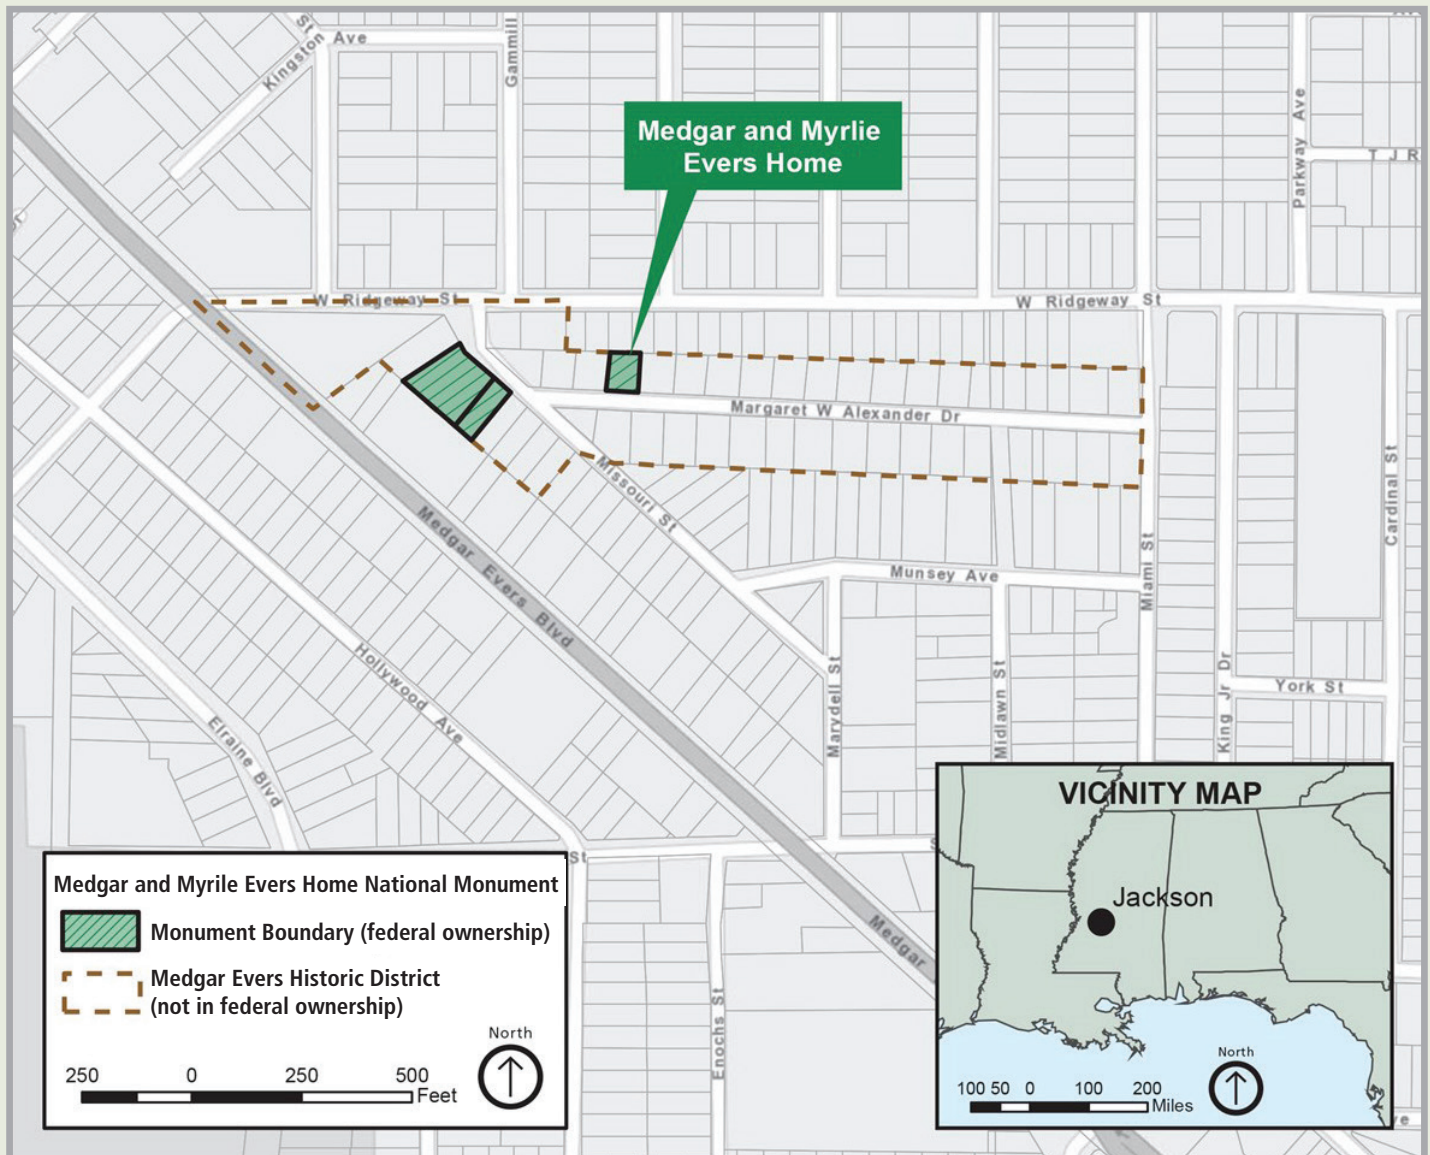 St
Kingston Ave
Gammill
Parkway Ave
T J R
Medgar and Myrlie
Evers Home
W Ridgeway St
W Ridgeway St
Margaret W Alexander Dr
Missouri St
Medgar Evers Blvd
Munsey Ave
Miami St
Cardinal St
Hollywood Ave
Elraine Blvd
Marydell St
Midlawn St
King Jr Dr
York St
St
Medgar
Enochs St
Medgar and Myrile Evers Home National Monument
Monument Boundary (federal ownership)
Medgar Evers Historic District
(not in federal ownership)
North
250 0 250 500
Feet
VICINITY MAP
Jackson
North
100 50 0 100 200
Miles